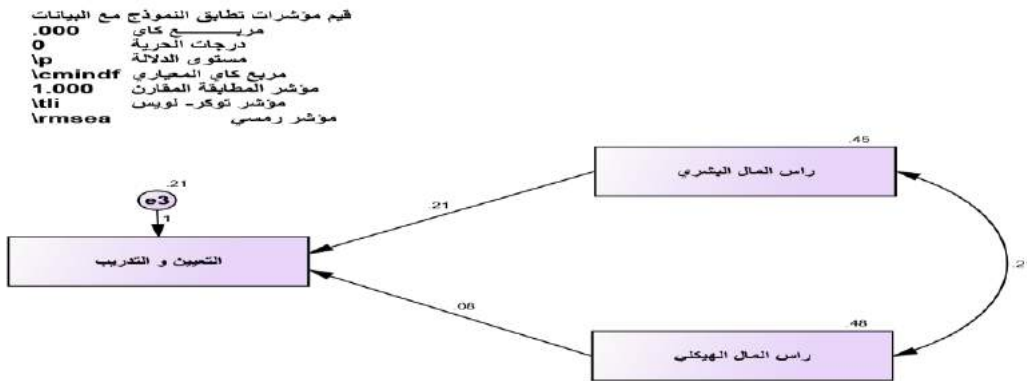 قيم مؤشرات تطابق النموذج مع البيانات
مربـــــــع كاي .000
درجات الحرية 0
مستوى الدلالة \p
مربع كاي المعياري \cmindf
مؤشر المطابقة المقارن 1.000
مؤشر توكر- لويس \tli
مؤشر رمسي \rmsea
.45
راس المال البشري
.21
e3
1
.21
التعيين و التدريب
.08
.48
راس المال الهيكلي